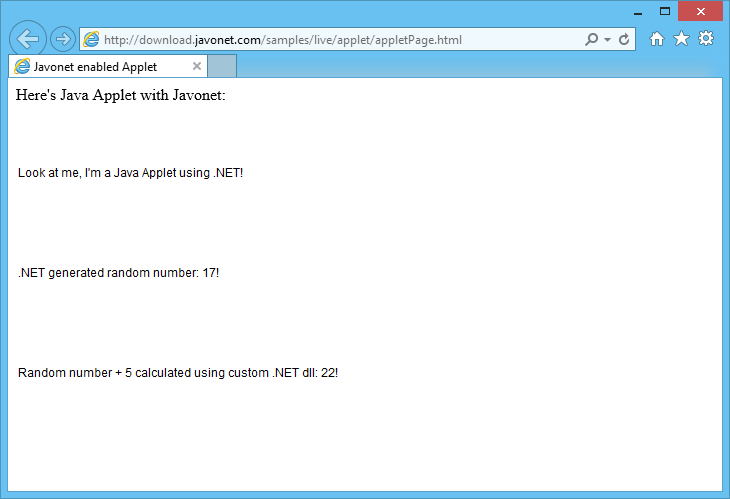 http://download.javonet.com/samples/live/applet/appletPage.html
Javonet enabled Applet
Here's Java Applet with Javonet:
Look at me, I'm a Java Applet using .NET!
.NET generated random number: 17!
Random number + 5 calculated using custom .NET dll: 22!